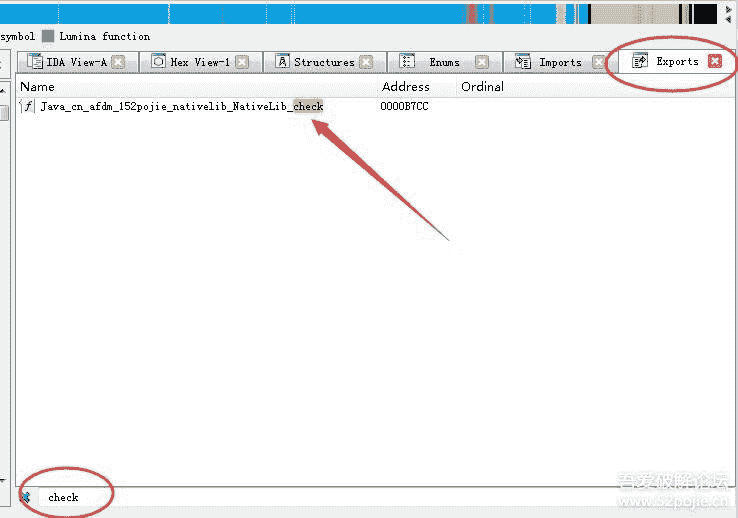 symbol Lumina function
IDA View-A Hex View-1 Structures Enums Imports Exports
Name Address Ordinal
f Java_cn_afdm_152pojie_nativelib_NativeLib_check 0000B7CC
check
吾爱破解论坛
www.52pojie.cn